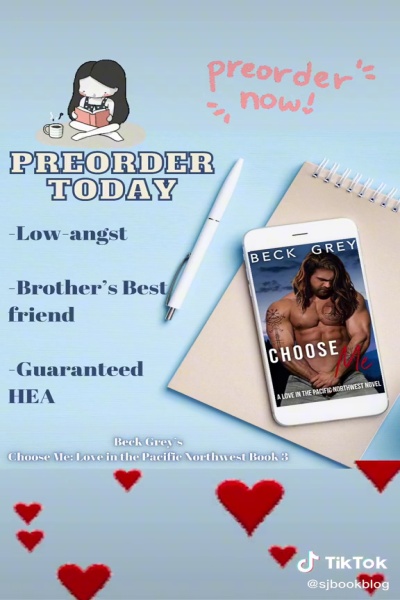 preorder
now!
PREORDER
TODAY
-Low-angst
-Brother's Best
friend
-Guaranteed
HEA
BECK GREY
CHOOSE Me
A LOVE IN THE PACIFIC NORTHWEST NOVEL
Beck Grey's
Choose Me: Love in the Pacific Northwest Book 3
TikTok
@sjbookblog